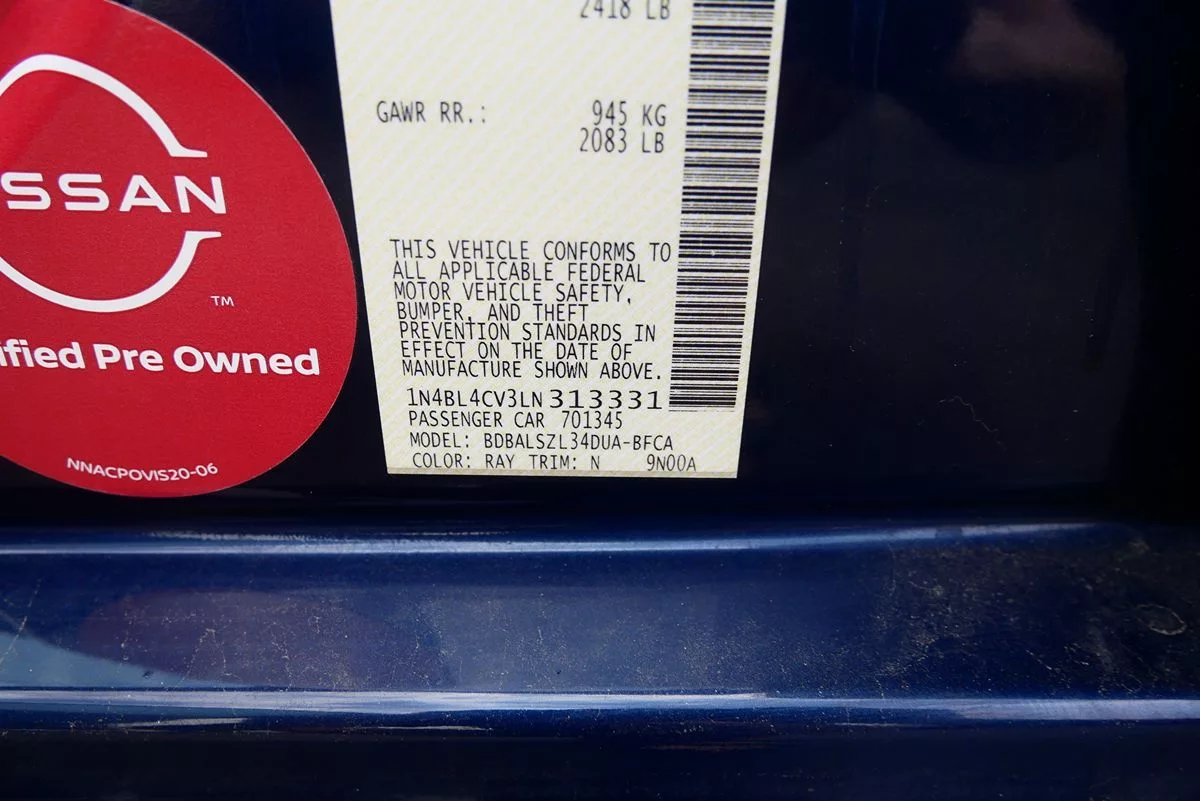 2418 LB
GAWR RR.: 945 KG
2083 LB
THIS VEHICLE CONFORMS TO
ALL APPLICABLE FEDERAL
MOTOR VEHICLE SAFETY,
BUMPER, AND THEFT
PREVENTION STANDARDS IN
EFFECT ON THE DATE OF
MANUFACTURE SHOWN ABOVE.
1N4BL4CV3LN313331
PASSENGER CAR 701345
MODEL: BDBALSZL34DUA-BFCA
COLOR: RAY TRIM: N 9N00A
SSAN
TM
ified Pre Owned
NNACPOVIS20-06